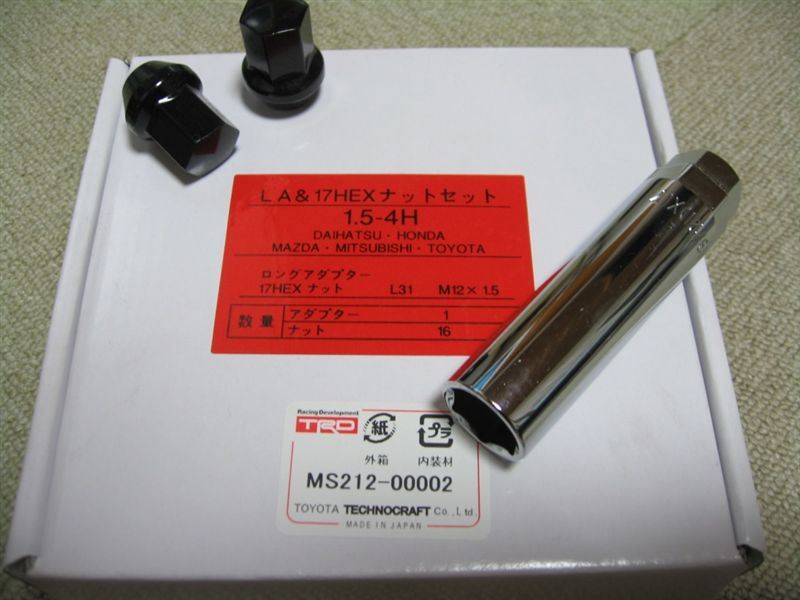 LA&17HEXナットセット
1.5-4H
DAIHATSU・HONDA
MAZDA・MITSUBISHI・TOYOTA
ロングアダプター
17HEX ナット L31 M12×1.5
数量 アダプター 1
ナット 16
Racing Development
TRD 紙 プラ
外箱 内装材
MS212-00002
TOYOTA TECHNOCRAFT Co.,Ltd.
MADE IN JAPAN